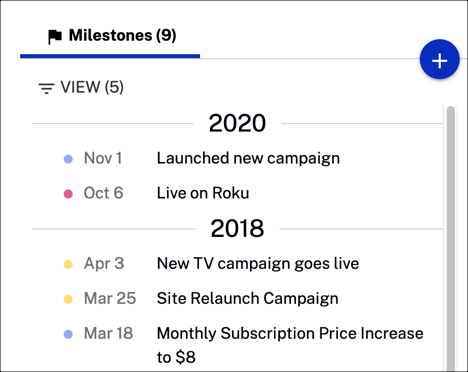 Milestones (9)
+
VIEW (5)
2020
Nov 1 Launched new campaign
Oct 6 Live on Roku
2018
Apr 3 New TV campaign goes live
Mar 25 Site Relaunch Campaign
Mar 18 Monthly Subscription Price Increase
to $8